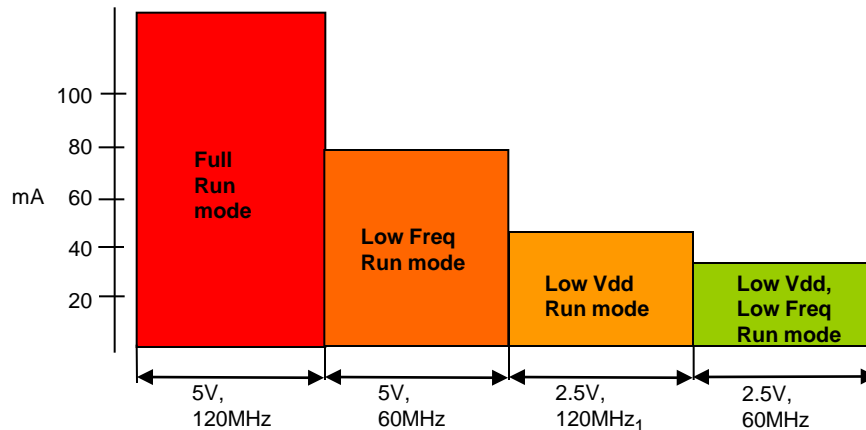 100
80
mA
60
40
20
Full
Run
mode
Low Freq
Run mode
Low Vdd
Run mode
Low Vdd,
Low Freq
Run mode
5V,
120MHz
5V,
60MHz
2.5V,
120MHz₁
2.5V,
60MHz